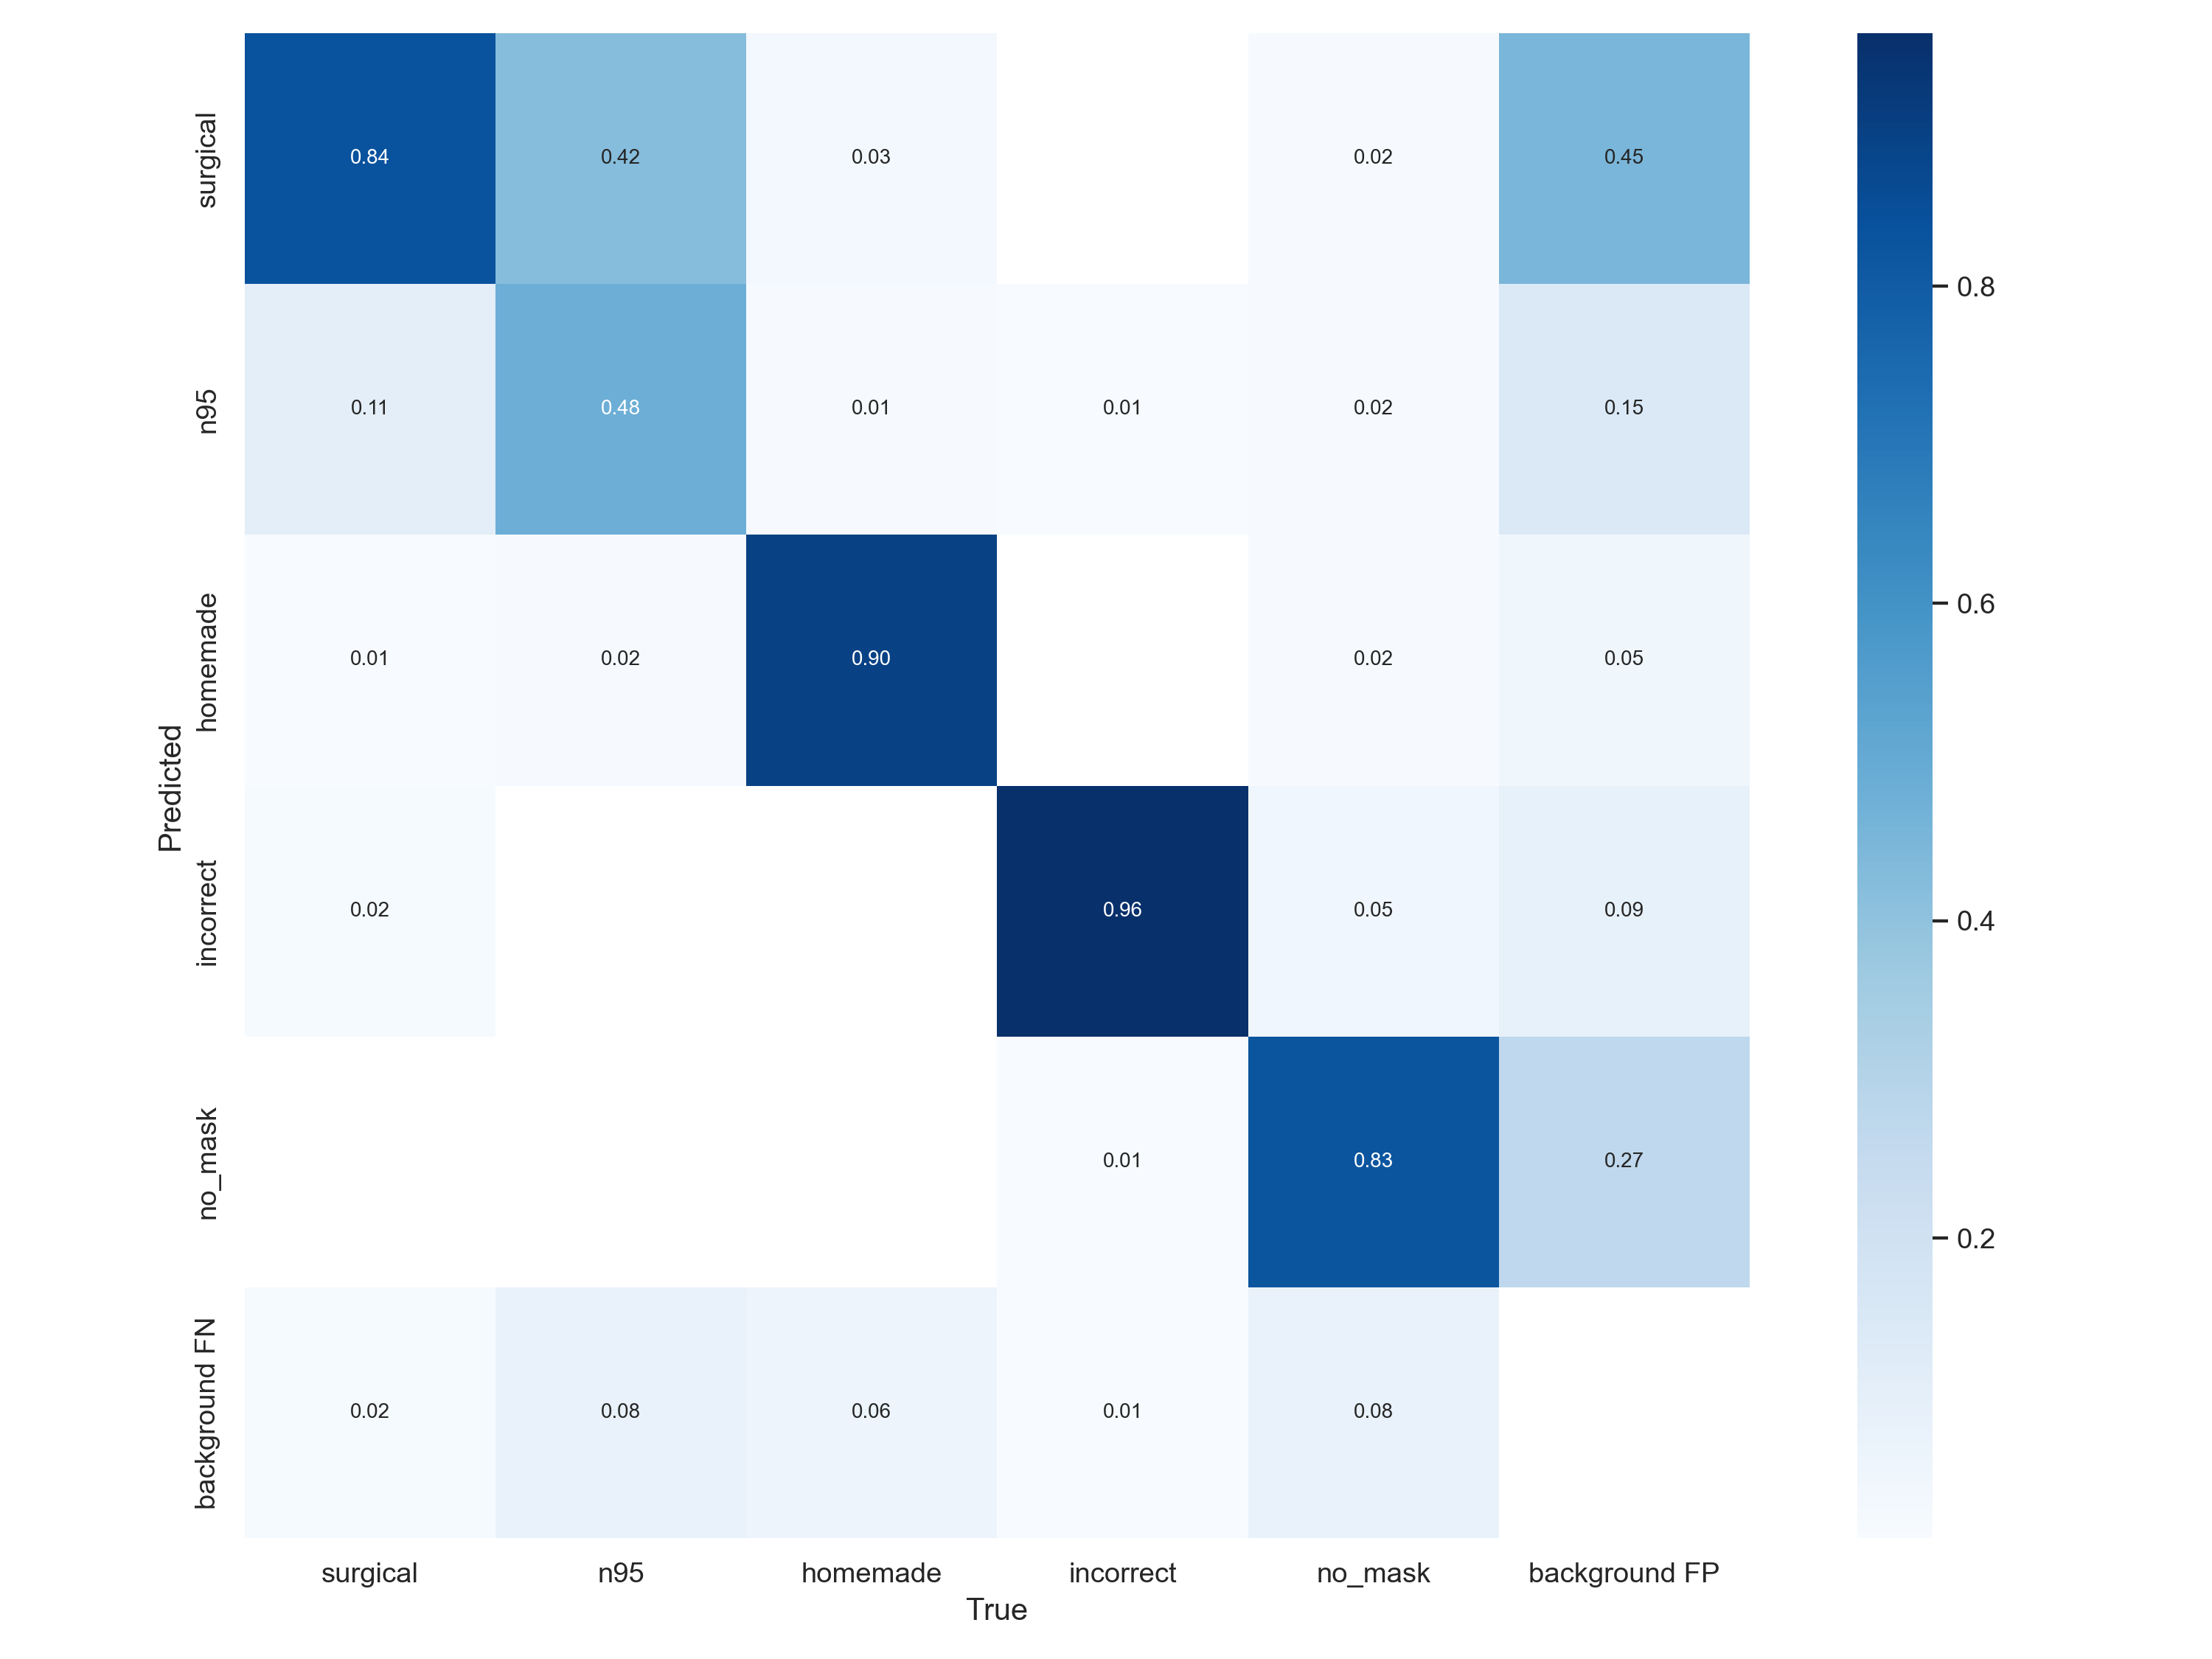 surgical
0.84 0.42 0.03 0.02 0.45
n95
0.11 0.48 0.01 0.01 0.02 0.15
homemade
0.01 0.02 0.90 0.02 0.05
incorrect
0.02 0.96 0.05 0.09
no_mask
0.01 0.83 0.27
background FN
0.02 0.08 0.06 0.01 0.08
Predicted
surgical n95 homemade incorrect no_mask background FP
True
0.8
0.6
0.4
0.2